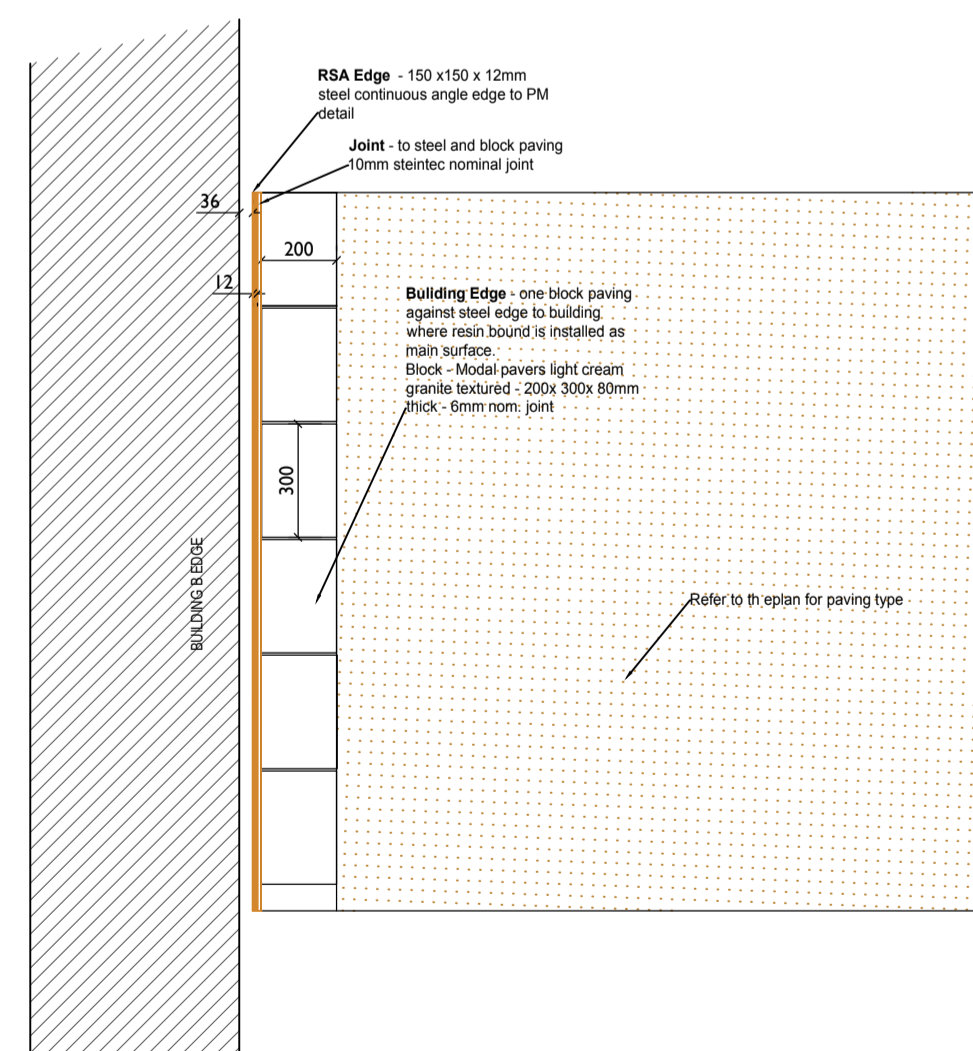 RSA Edge - 150 x150 x 12mm
steel continuous angle edge to PM
detail
Joint - to steel and block paving
10mm steintec nominal joint
36
200
12
Buliding Edge - one block paving
against steel edge to building
where resin bound is installed as
main surface.
Block - Modal pavers light cream
granite textured - 200x 300x 80mm
thick - 6mm nom. joint
300
BUILDING B EDGE
Refer to th eplan for paving type